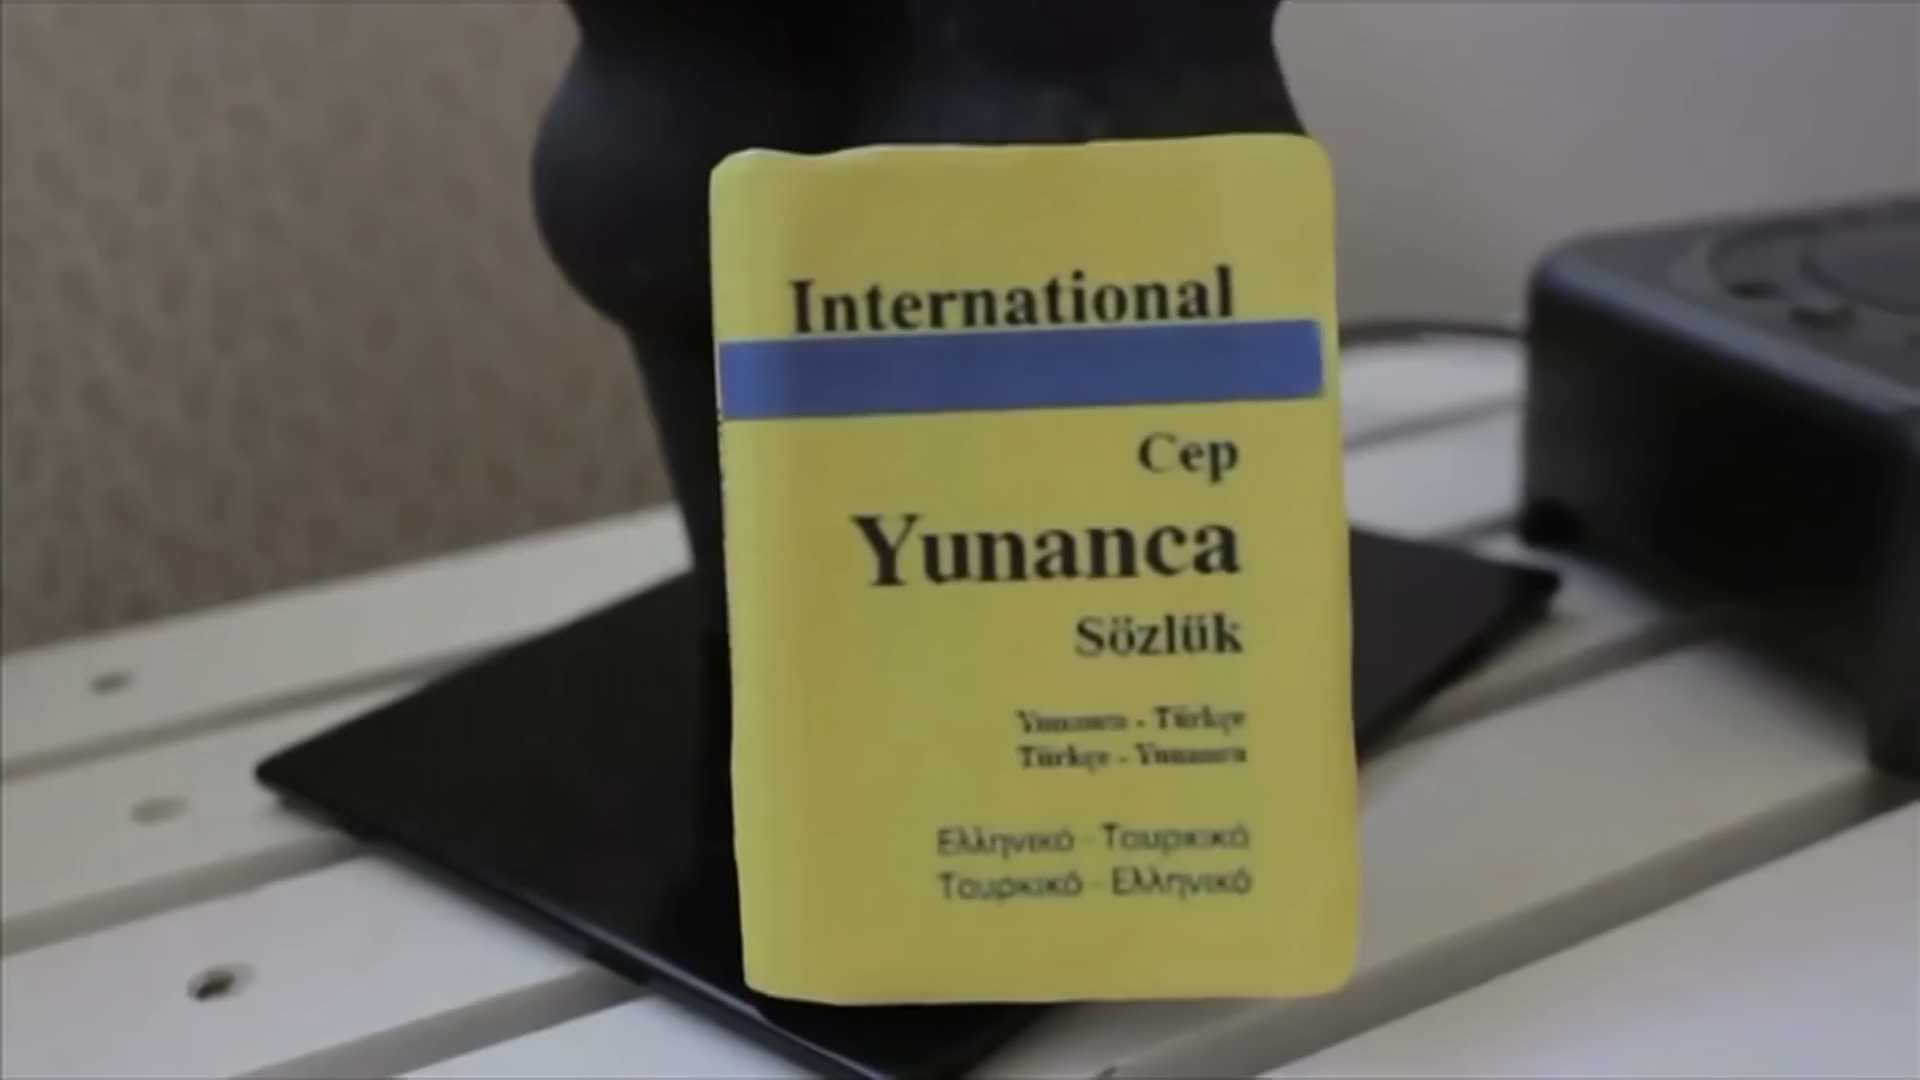 International
Cep
Yunanca
Sözlük
Yunanca - Türkçe
Türkçe - Yunanca
Ελληνικό - Τουρκικό
Τουρκικό - Ελληνικό